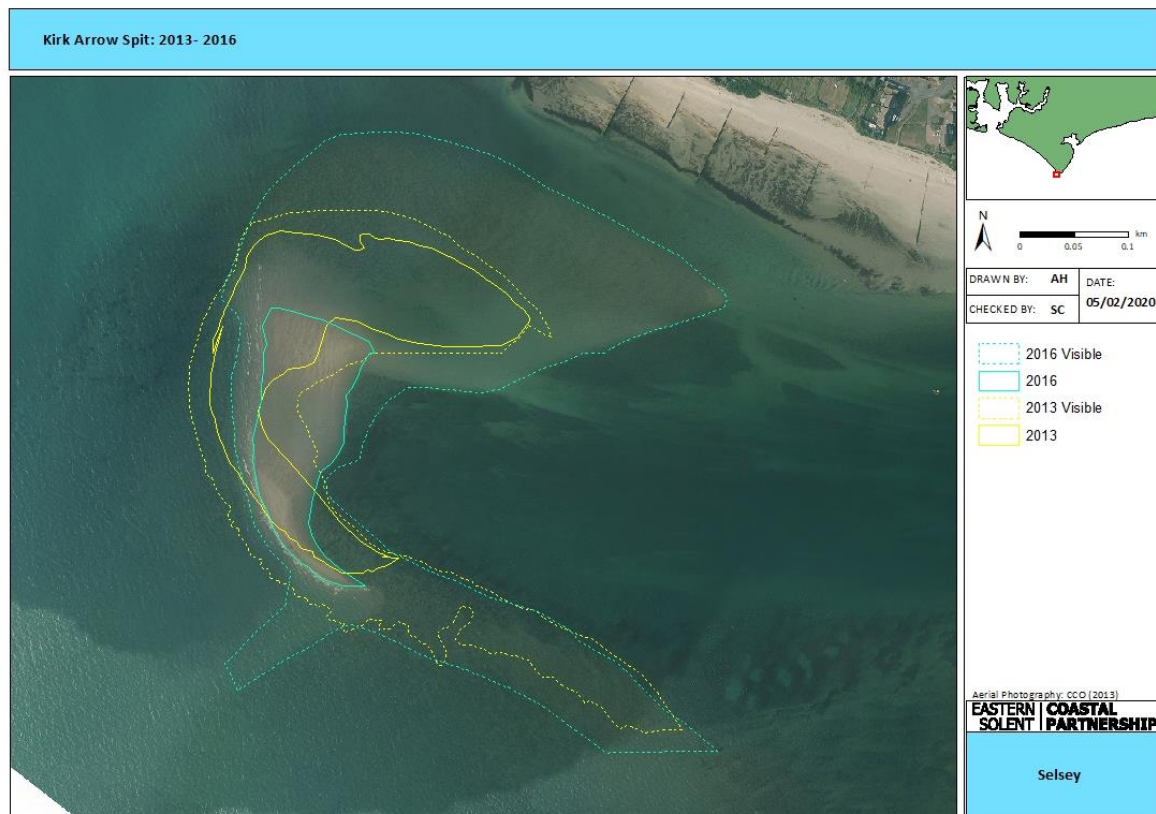 Kirk Arrow Spit: 2013- 2016
N
km
0 0.05 0.1
DRAWN BY: AH
CHECKED BY: SC
DATE:
05/02/2020
2016 Visible
2016
2013 Visible
2013
Aerial Photography: CCO (2013)
EASTERN SOLENT
COASTAL PARTNERSHIP
Selsey